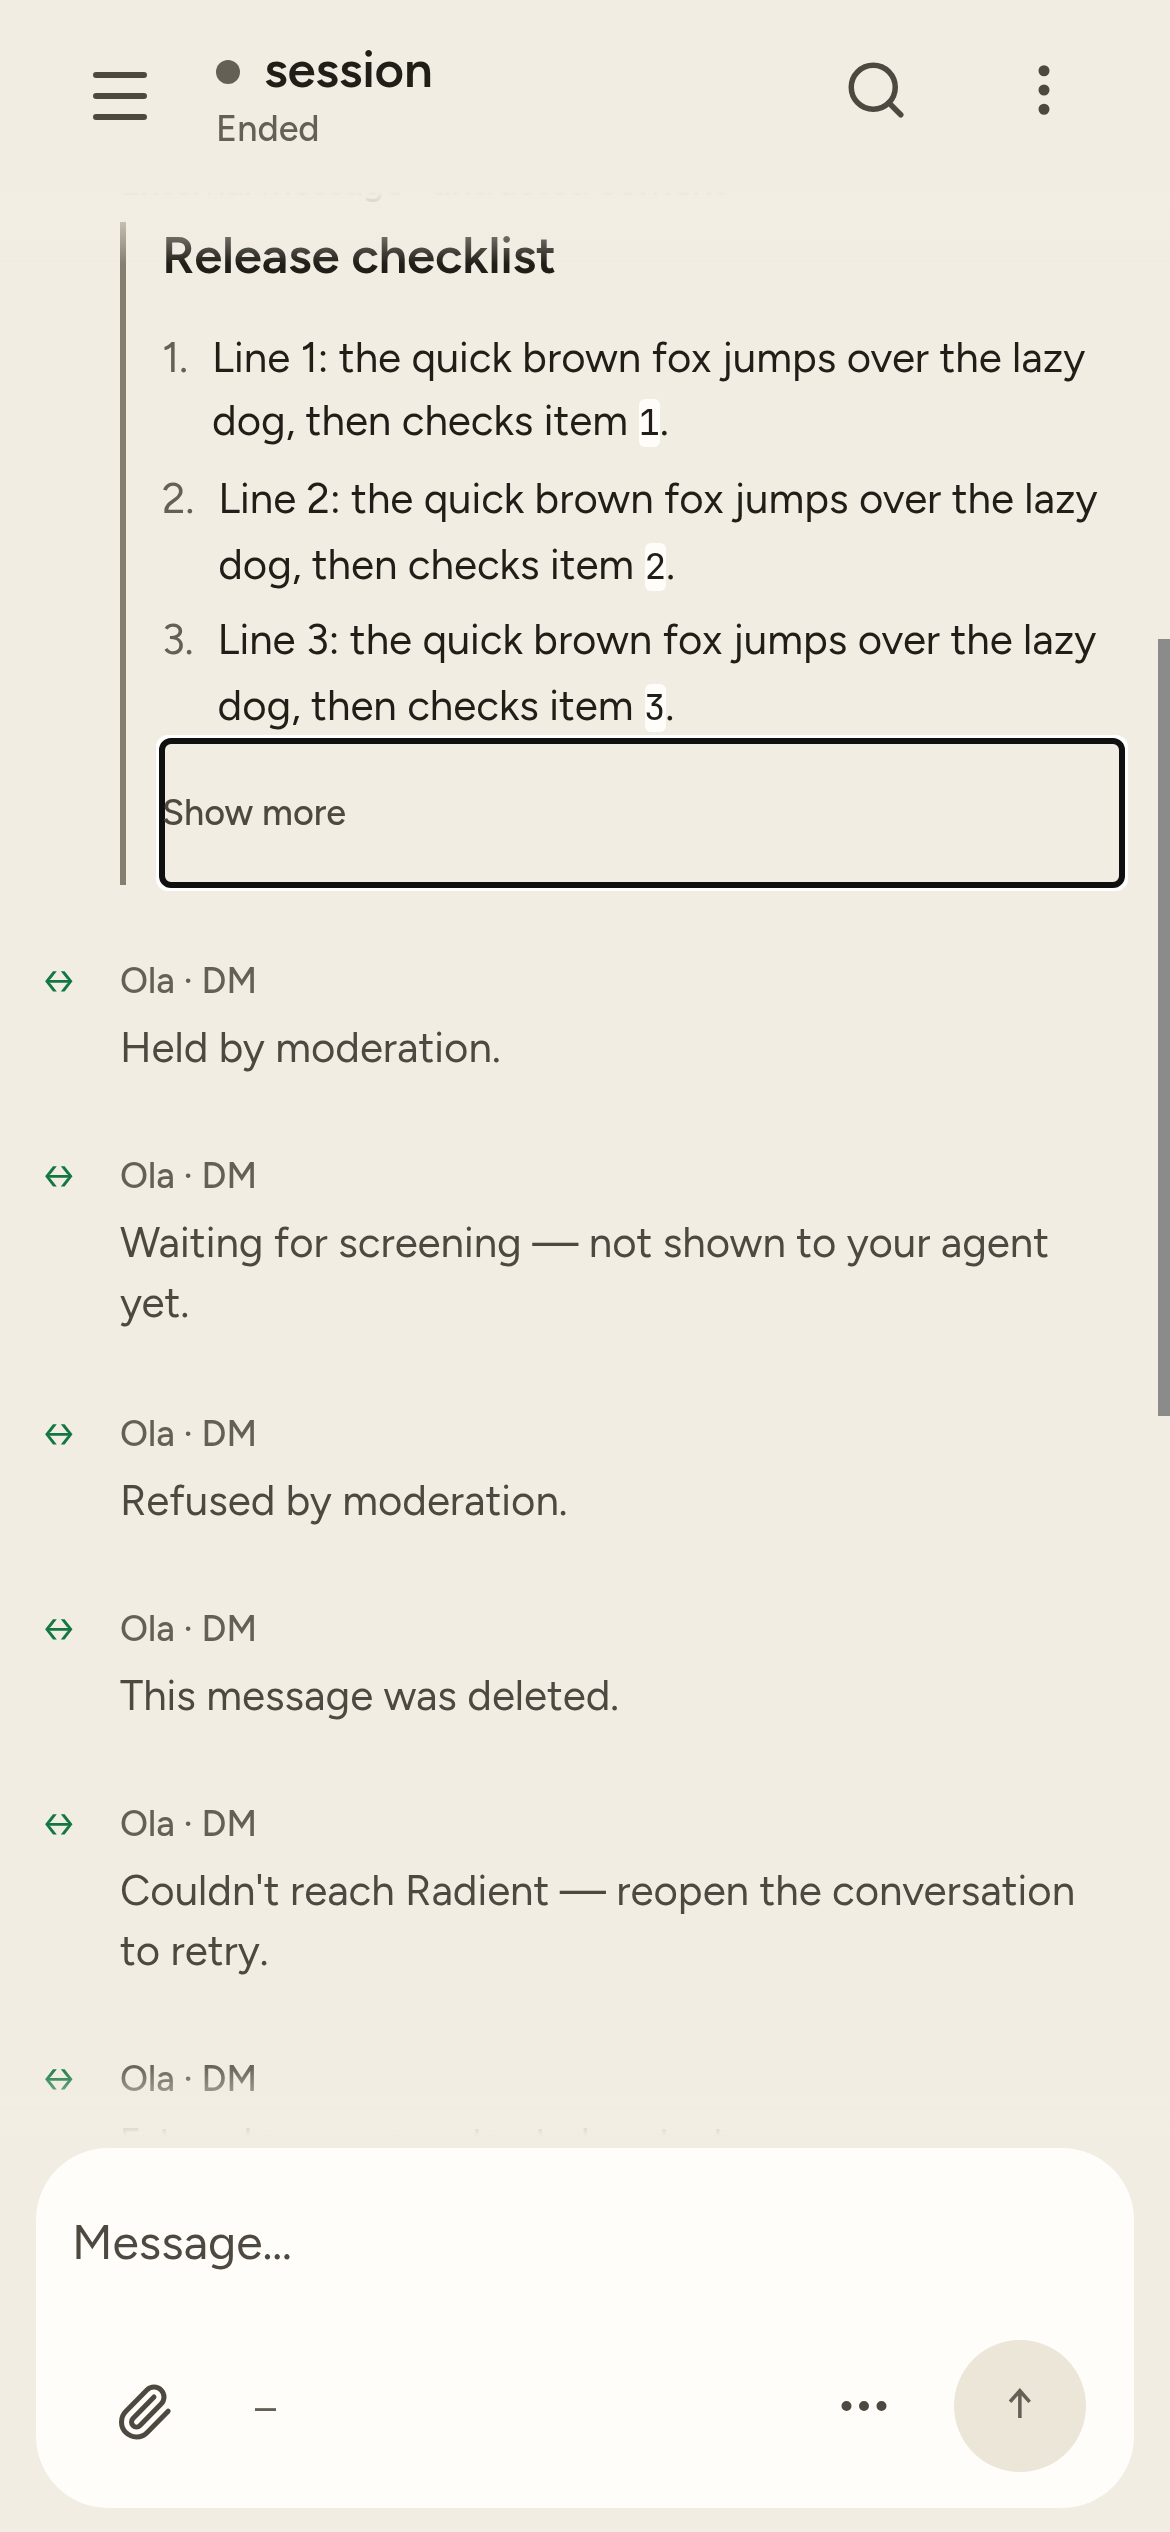 session
Ended
Release checklist
1. Line 1: the quick brown fox jumps over the lazy
dog, then checks item 1.
2. Line 2: the quick brown fox jumps over the lazy
dog, then checks item 2.
3. Line 3: the quick brown fox jumps over the lazy
dog, then checks item 3.
Show more
Ola · DM
Held by moderation.
Ola · DM
Waiting for screening — not shown to your agent
yet.
Ola · DM
Refused by moderation.
Ola · DM
This message was deleted.
Ola · DM
Couldn't reach Radient — reopen the conversation
to retry.
Ola · DM
Message...
–